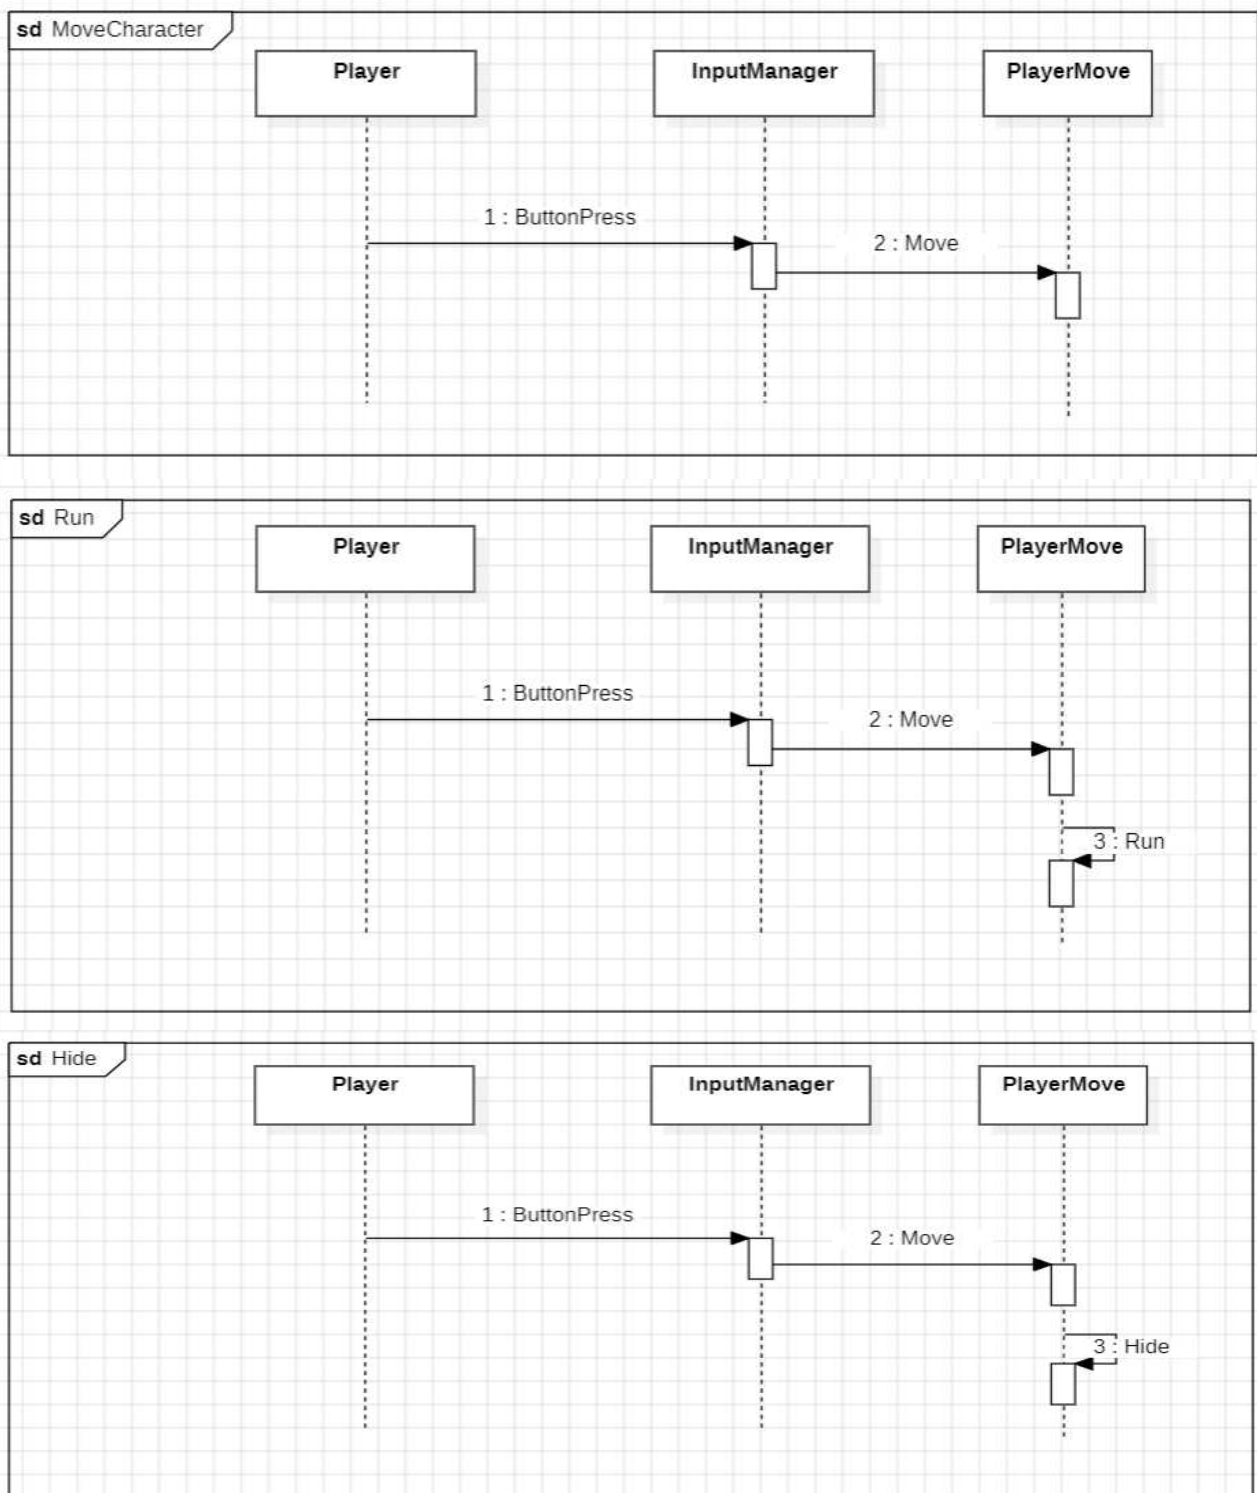 sd MoveCharacter
Player
InputManager
PlayerMove
1 : ButtonPress
2 : Move
sd Run
Player
InputManager
PlayerMove
1 : ButtonPress
2 : Move
3 : Run
sd Hide
Player
InputManager
PlayerMove
1 : ButtonPress
2 : Move
3 : Hide